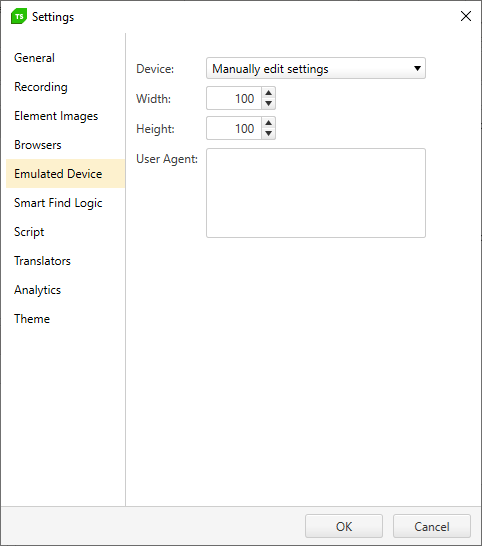 TS Settings
General
Recording
Element Images
Browsers
Emulated Device
Smart Find Logic
Script
Translators
Analytics
Theme
Device: Manually edit settings
Width: 100
Height: 100
User Agent:
OK Cancel